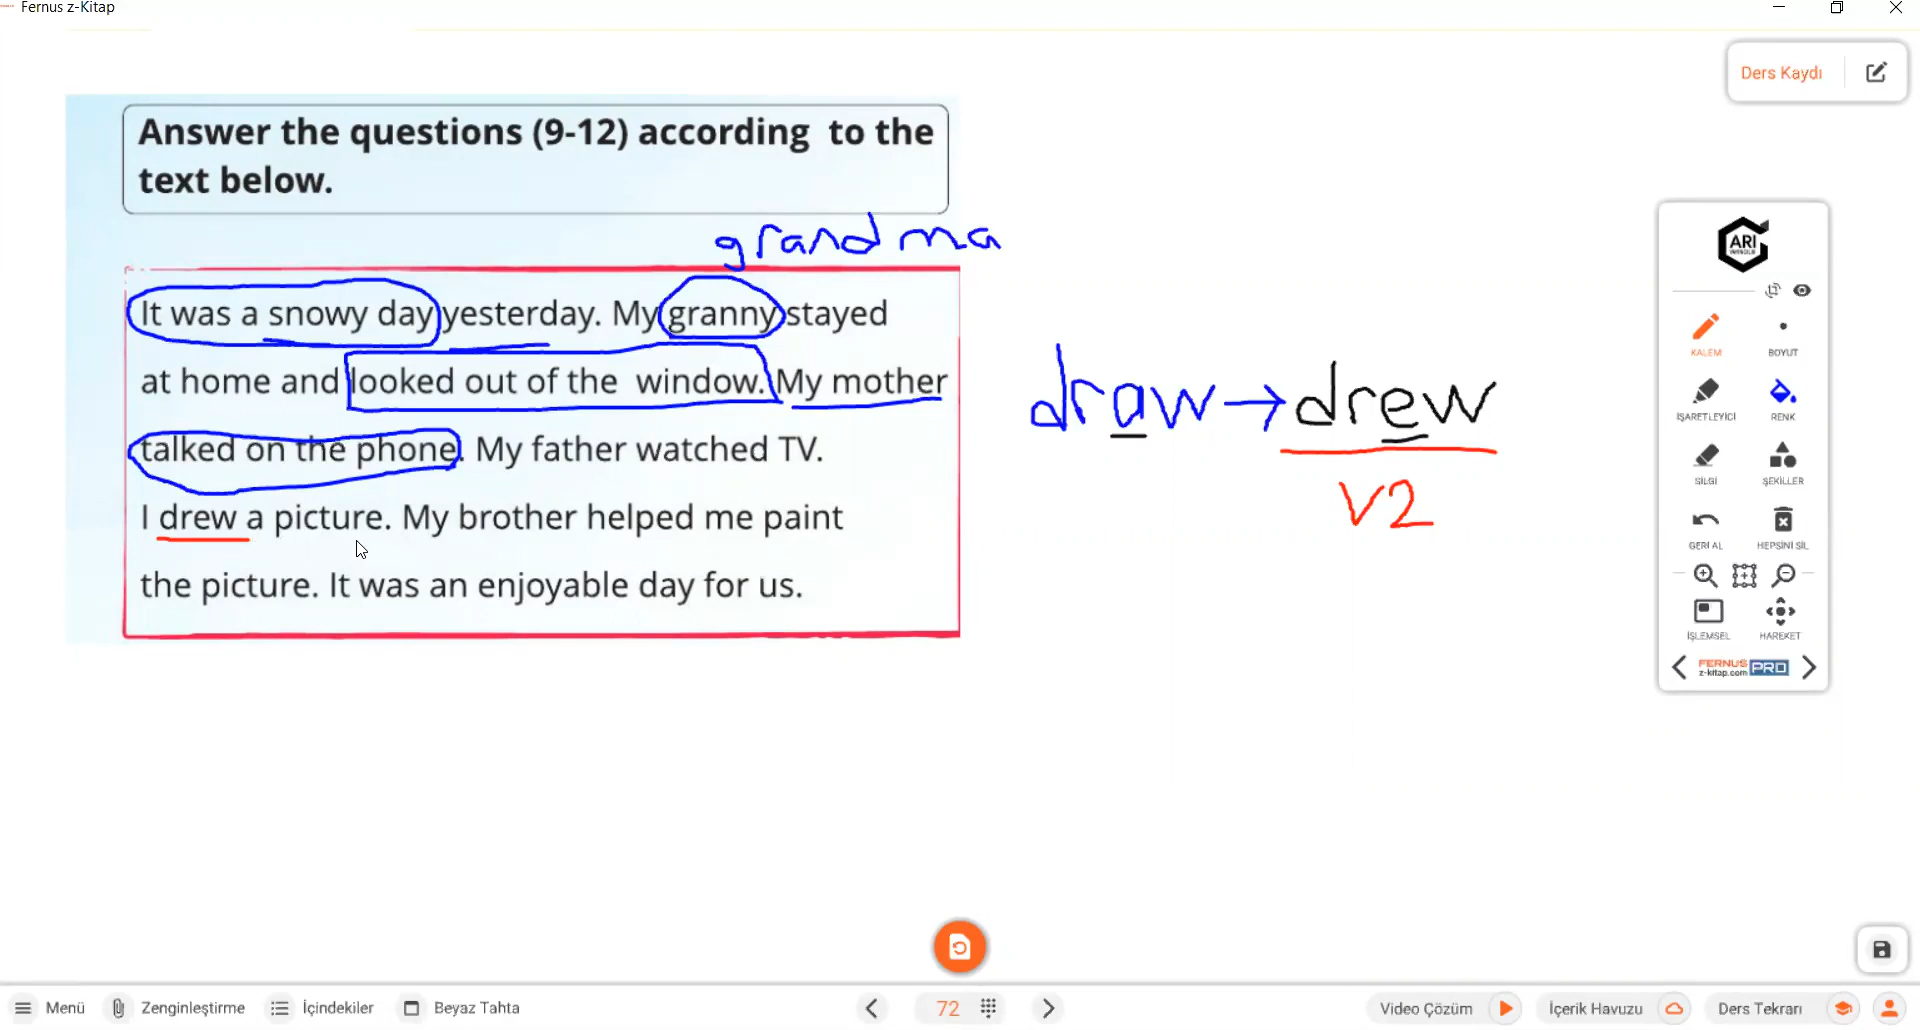 Fernus z-Kitap
Ders Kaydı
Answer the questions (9-12) according to the
text below.
grandma
It was a snowy day yesterday. My granny stayed
at home and looked out of the window. My mother
talked on the phone. My father watched TV.
I drew a picture. My brother helped me paint
the picture. It was an enjoyable day for us.
draw → drew
V2
ARI
KALEM BOYUT
İŞARETLEYİCİ RENK
SİLGİ ŞEKİLLER
GERİ AL HEPSİNİ SİL
İŞLEMSEL HAREKET
FERNUS
z-kitap.com PRO
Menü Zenginleştirme İçindekiler Beyaz Tahta 72 Video Çözüm İçerik Havuzu Ders Tekrarı